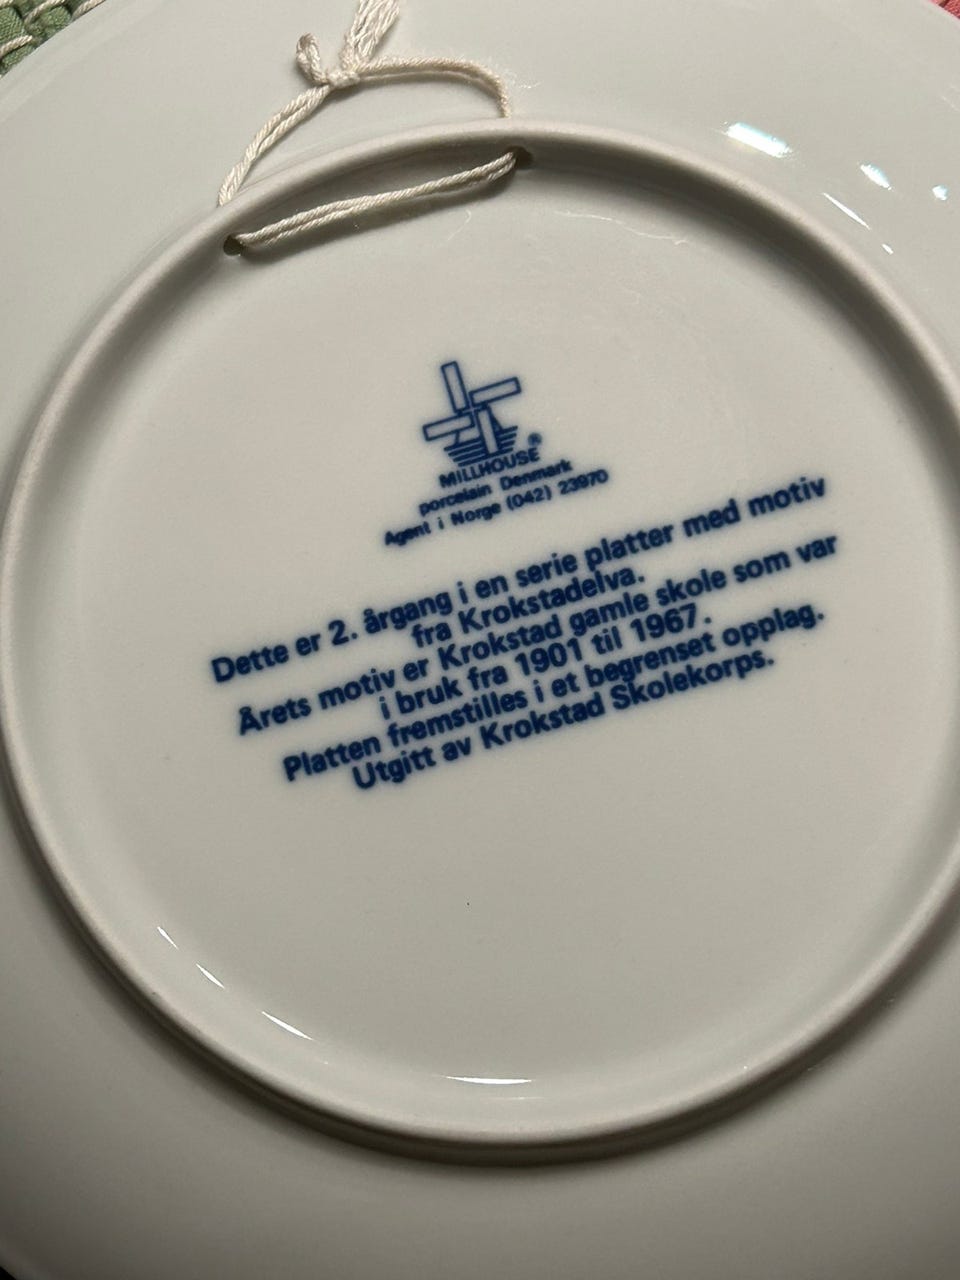 ®
MILLHOUSE
porcelain Denmark
Agent i Norge (042) 23970
Dette er 2. årgang i en serie platter med motiv
fra Krokstadelva.
Årets motiv er Krokstad gamle skole som var
i bruk fra 1901 til 1967.
Platten fremstilles i et begrenset opplag.
Utgitt av Krokstad Skolekorps.